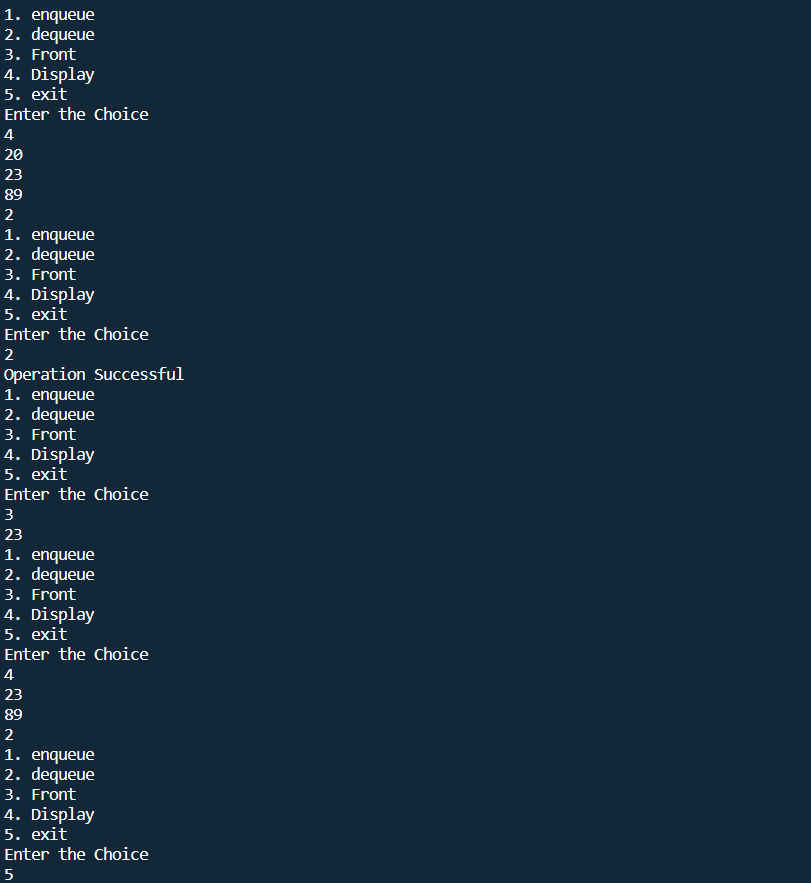 1. enqueue
2. dequeue
3. Front
4. Display
5. exit
Enter the Choice
4
20
23
89
2
1. enqueue
2. dequeue
3. Front
4. Display
5. exit
Enter the Choice
2
Operation Successful
1. enqueue
2. dequeue
3. Front
4. Display
5. exit
Enter the Choice
3
23
1. enqueue
2. dequeue
3. Front
4. Display
5. exit
Enter the Choice
4
23
89
2
1. enqueue
2. dequeue
3. Front
4. Display
5. exit
Enter the Choice
5